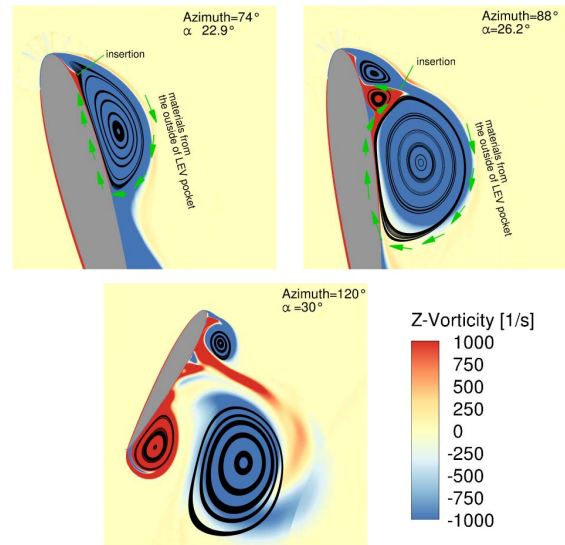 Azimuth=74°
α 22.9°
insertion
materials from
the outside of LEV pocket
Azimuth=88°
α=26.2°
insertion
materials from
the outside of LEV pocket
Azimuth=120°
α =30°
Z-Vorticity [1/s]
1000
750
500
250
0
-250
-500
-750
-1000